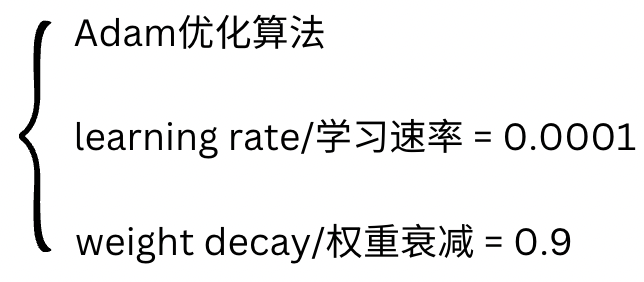 Adam优化算法
learning rate/学习速率 = 0.0001
weight decay/权重衰减 = 0.9